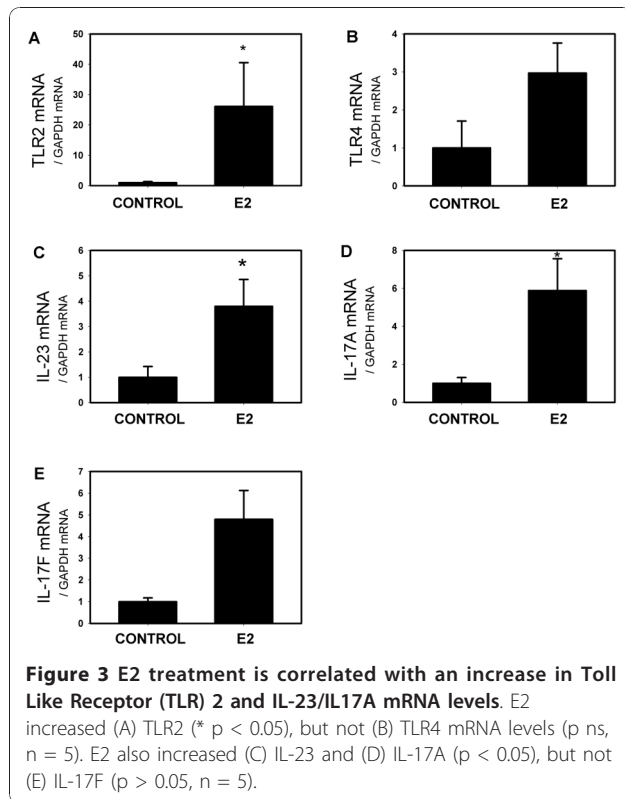 A
TLR2 mRNA
/ GAPDH mRNA
50
40
30
20
10
0
*
CONTROL E2
B
TLR4 mRNA
/ GAPDH mRNA
4
3
2
1
0
CONTROL E2
C
IL-23 mRNA
/ GAPDH mRNA
6
5
4
3
2
1
0
*
CONTROL E2
D
IL-17A mRNA
/ GAPDH mRNA
8
6
4
2
0
*
CONTROL E2
E
IL-17F mRNA
/ GAPDH mRNA
7
6
5
4
3
2
1
0
CONTROL E2
Figure 3 E2 treatment is correlated with an increase in Toll
Like Receptor (TLR) 2 and IL-23/IL17A mRNA levels. E2
increased (A) TLR2 (* p < 0.05), but not (B) TLR4 mRNA levels (p ns,
n = 5). E2 also increased (C) IL-23 and (D) IL-17A (p < 0.05), but not
(E) IL-17F (p > 0.05, n = 5).